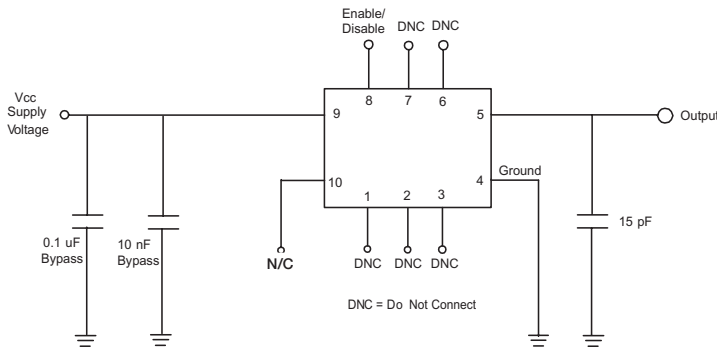 Enable/
Disable
DNC
DNC
Vcc
Supply
Voltage
8
7
6
9
5
Output
10
4
Ground
1
2
3
0.1 uF
Bypass
10 nF
Bypass
N/C
DNC
DNC
DNC
15 pF
DNC = Do Not Connect